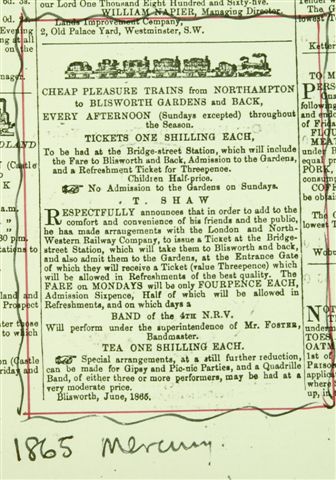 our Lord One Thousand Eight Hundred and Sixty-five.
WILLIAM NAPIER, Managing Director.
Lands Improvement Company,
2, Old Palace Yard, Westminster, S.W.
CHEAP PLEASURE TRAINS from NORTHAMPTON
to BLISWORTH GARDENS and BACK,
EVERY AFTERNOON (Sundays excepted) throughout
the Season.
TICKETS ONE SHILLING EACH,
To be had at the Bridge-street Station, which will include
the Fare to Blisworth and Back, Admission to the Gardens,
and a Refreshment Ticket for Threepence.
Children Half-price.
No Admission to the Gardens on Sundays.
T. SHAW
RESPECTFULLY announces that in order to add to the
comfort and convenience of his friends and the public,
he has made arrangements with the London and North-
Western Railway Company, to issue a Ticket at the Bridge-
street Station, which will take them to Blisworth and back,
and also admit them to the Gardens, at the Entrance Gate
of which they will receive a Ticket (value Threepence) which
will be allowed in Refreshments of the best quality. The
FARE on MONDAYS will be only FOURPENCE EACH,
Admission Sixpence, Half of which will be allowed in
Refreshments, and on which days a
BAND of the 4TH N.R.V.
Will perform under the superintendence of Mr. FOSTER,
Bandmaster.
TEA ONE SHILLING EACH.
Special arrangements, at a still further reduction,
can be made for Gipsy and Pic-nic Parties, and a Quadrille
Band, of either three or more performers, may be had at a
very moderate price.
Blisworth, June, 1865.
1865 Mercury